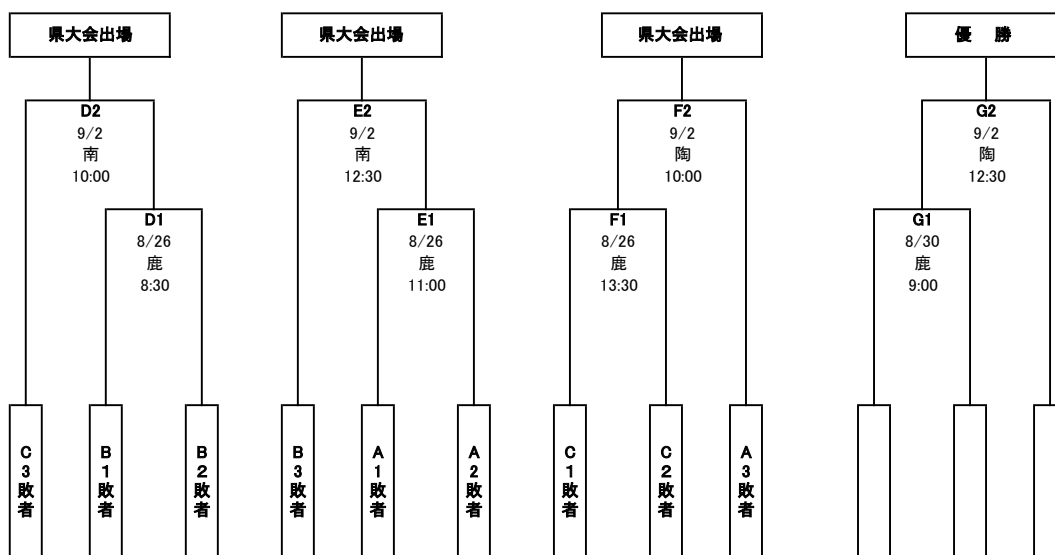 県大会出場
県大会出場
県大会出場
優 勝
D2
9/2
南
10:00
E2
9/2
南
12:30
F2
9/2
陶
10:00
G2
9/2
陶
12:30
D1
8/26
鹿
8:30
E1
8/26
鹿
11:00
F1
8/26
鹿
13:30
G1
8/30
鹿
9:00
C3敗者
B1敗者
B2敗者
B3敗者
A1敗者
A2敗者
C1敗者
C2敗者
A3敗者